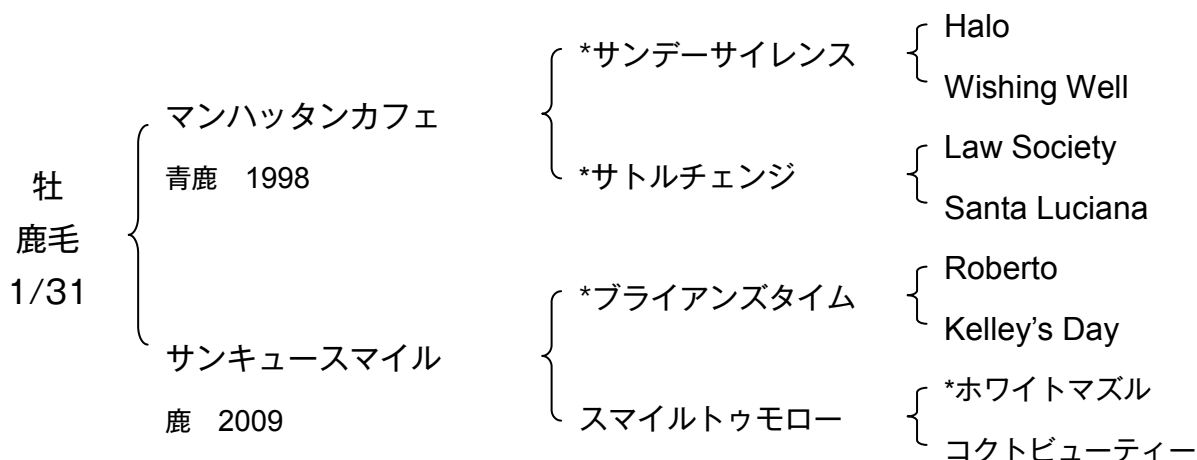 牡
鹿毛
1/31
マンハッタンカフェ
青鹿　1998
サンキュースマイル
鹿　2009
*サンデーサイレンス
*サトルチェンジ
*ブライアンズタイム
スマイルトゥモロー
Halo
Wishing Well
Law Society
Santa Luciana
Roberto
Kelley's Day
*ホワイトマズル
コクトビューティー